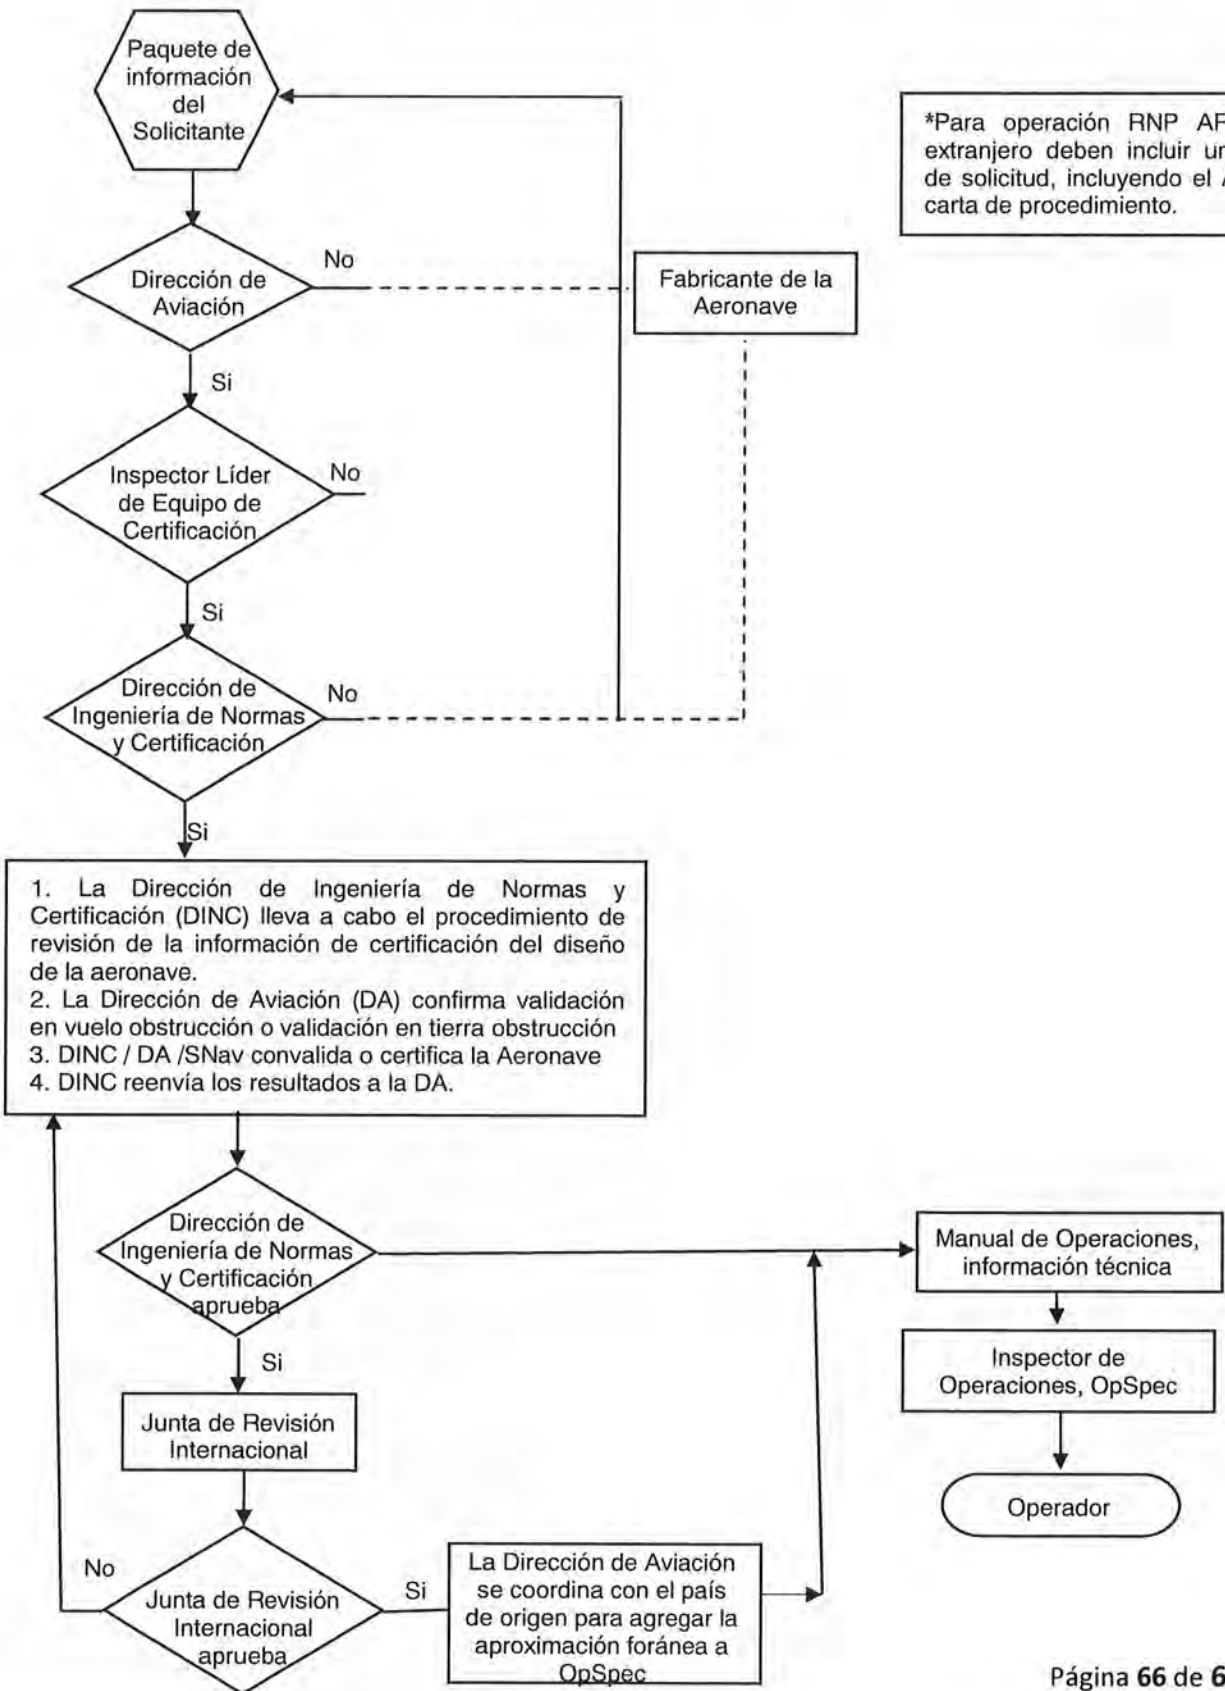 Paquete de
información
del
Solicitante
*Para operación RNP
extranjero deben incluir
de solicitud, incluyendo el
carta de procedimiento.
Dirección de
Aviación
No
Fabricante de la
Aeronave
Si
Inspector Líder
de Equipo de
Certificación
No
Si
Dirección de
Ingeniería de Normas
y Certificación
No
Si
1. La Dirección de Ingeniería de Normas y
Certificación (DINC) lleva a cabo el procedimiento de
revisión de la información de certificación del diseño
de la aeronave.
2. La Dirección de Aviación (DA) confirma validación
en vuelo obstrucción o validación en tierra obstrucción
3. DINC / DA /SNav convalida o certifica la Aeronave
4. DINC reenvía los resultados a la DA.
Dirección de
Ingeniería de Normas
y Certificación
aprueba
Manual de Operaciones,
información técnica
Si
Inspector de
Operaciones, OpSpec
Junta de Revisión
Internacional
Operador
No
Junta de Revisión
Internacional
aprueba
Si
La Dirección de Aviación
se coordina con el país
de origen para agregar la
aproximación foránea a
OpSpec
Página 66 de